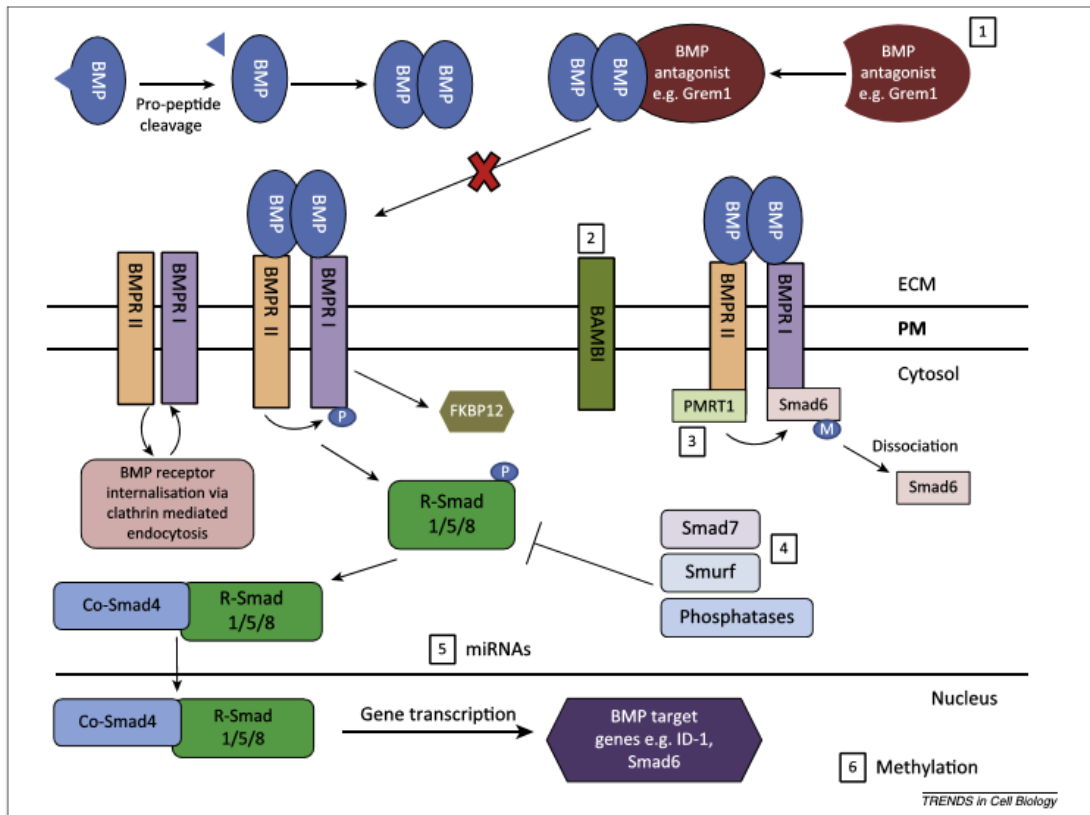 BMP
Pro-peptide
cleavage
BMP
BMP
BMP
BMP
BMP
BMP
antagonist
e.g. Grem1
BMP
antagonist
e.g. Grem1
1
BMP
BMP
BMPR II
BMPR I
BMPR II
BMPR I
2
BAMBI
BMP
BMP
BMPR II
BMPR I
ECM
PM
Cytosol
P
FKBP12
PMRT1
Smad6
3
M
Dissociation
Smad6
BMP receptor
internalisation via
clathrin mediated
endocytosis
P
R-Smad
1/5/8
Smad7
Smurf
Phosphatases
4
Co-Smad4
R-Smad
1/5/8
5
miRNAs
Nucleus
Co-Smad4
R-Smad
1/5/8
Gene transcription
BMP target
genes e.g. ID-1,
Smad6
6
Methylation
TRENDS in Cell Biology